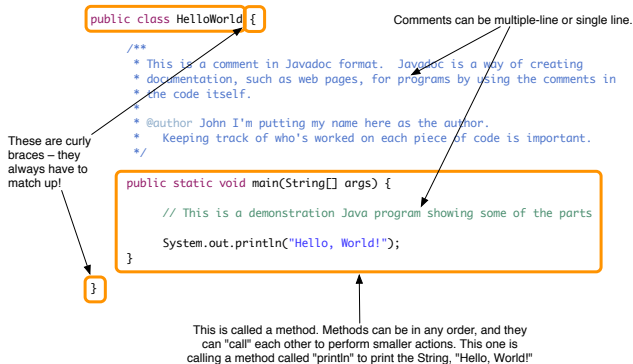 public class HelloWorld {
Comments can be multiple-line or single line.
/**
* This is a comment in Javadoc format.  Javadoc is a way of creating
* documentation, such as web pages, for programs by using the comments in
* the code itself.
*
* @author John I'm putting my name here as the author.
*   Keeping track of who's worked on each piece of code is important.
*/
These are curly
braces – they
always have to
match up!
public static void main(String[] args) {
// This is a demonstration Java program showing some of the parts
System.out.println("Hello, World!");
}
}
This is called a method. Methods can be in any order, and they
can "call" each other to perform smaller actions. This one is
calling a method called "println" to print the String, "Hello, World!"